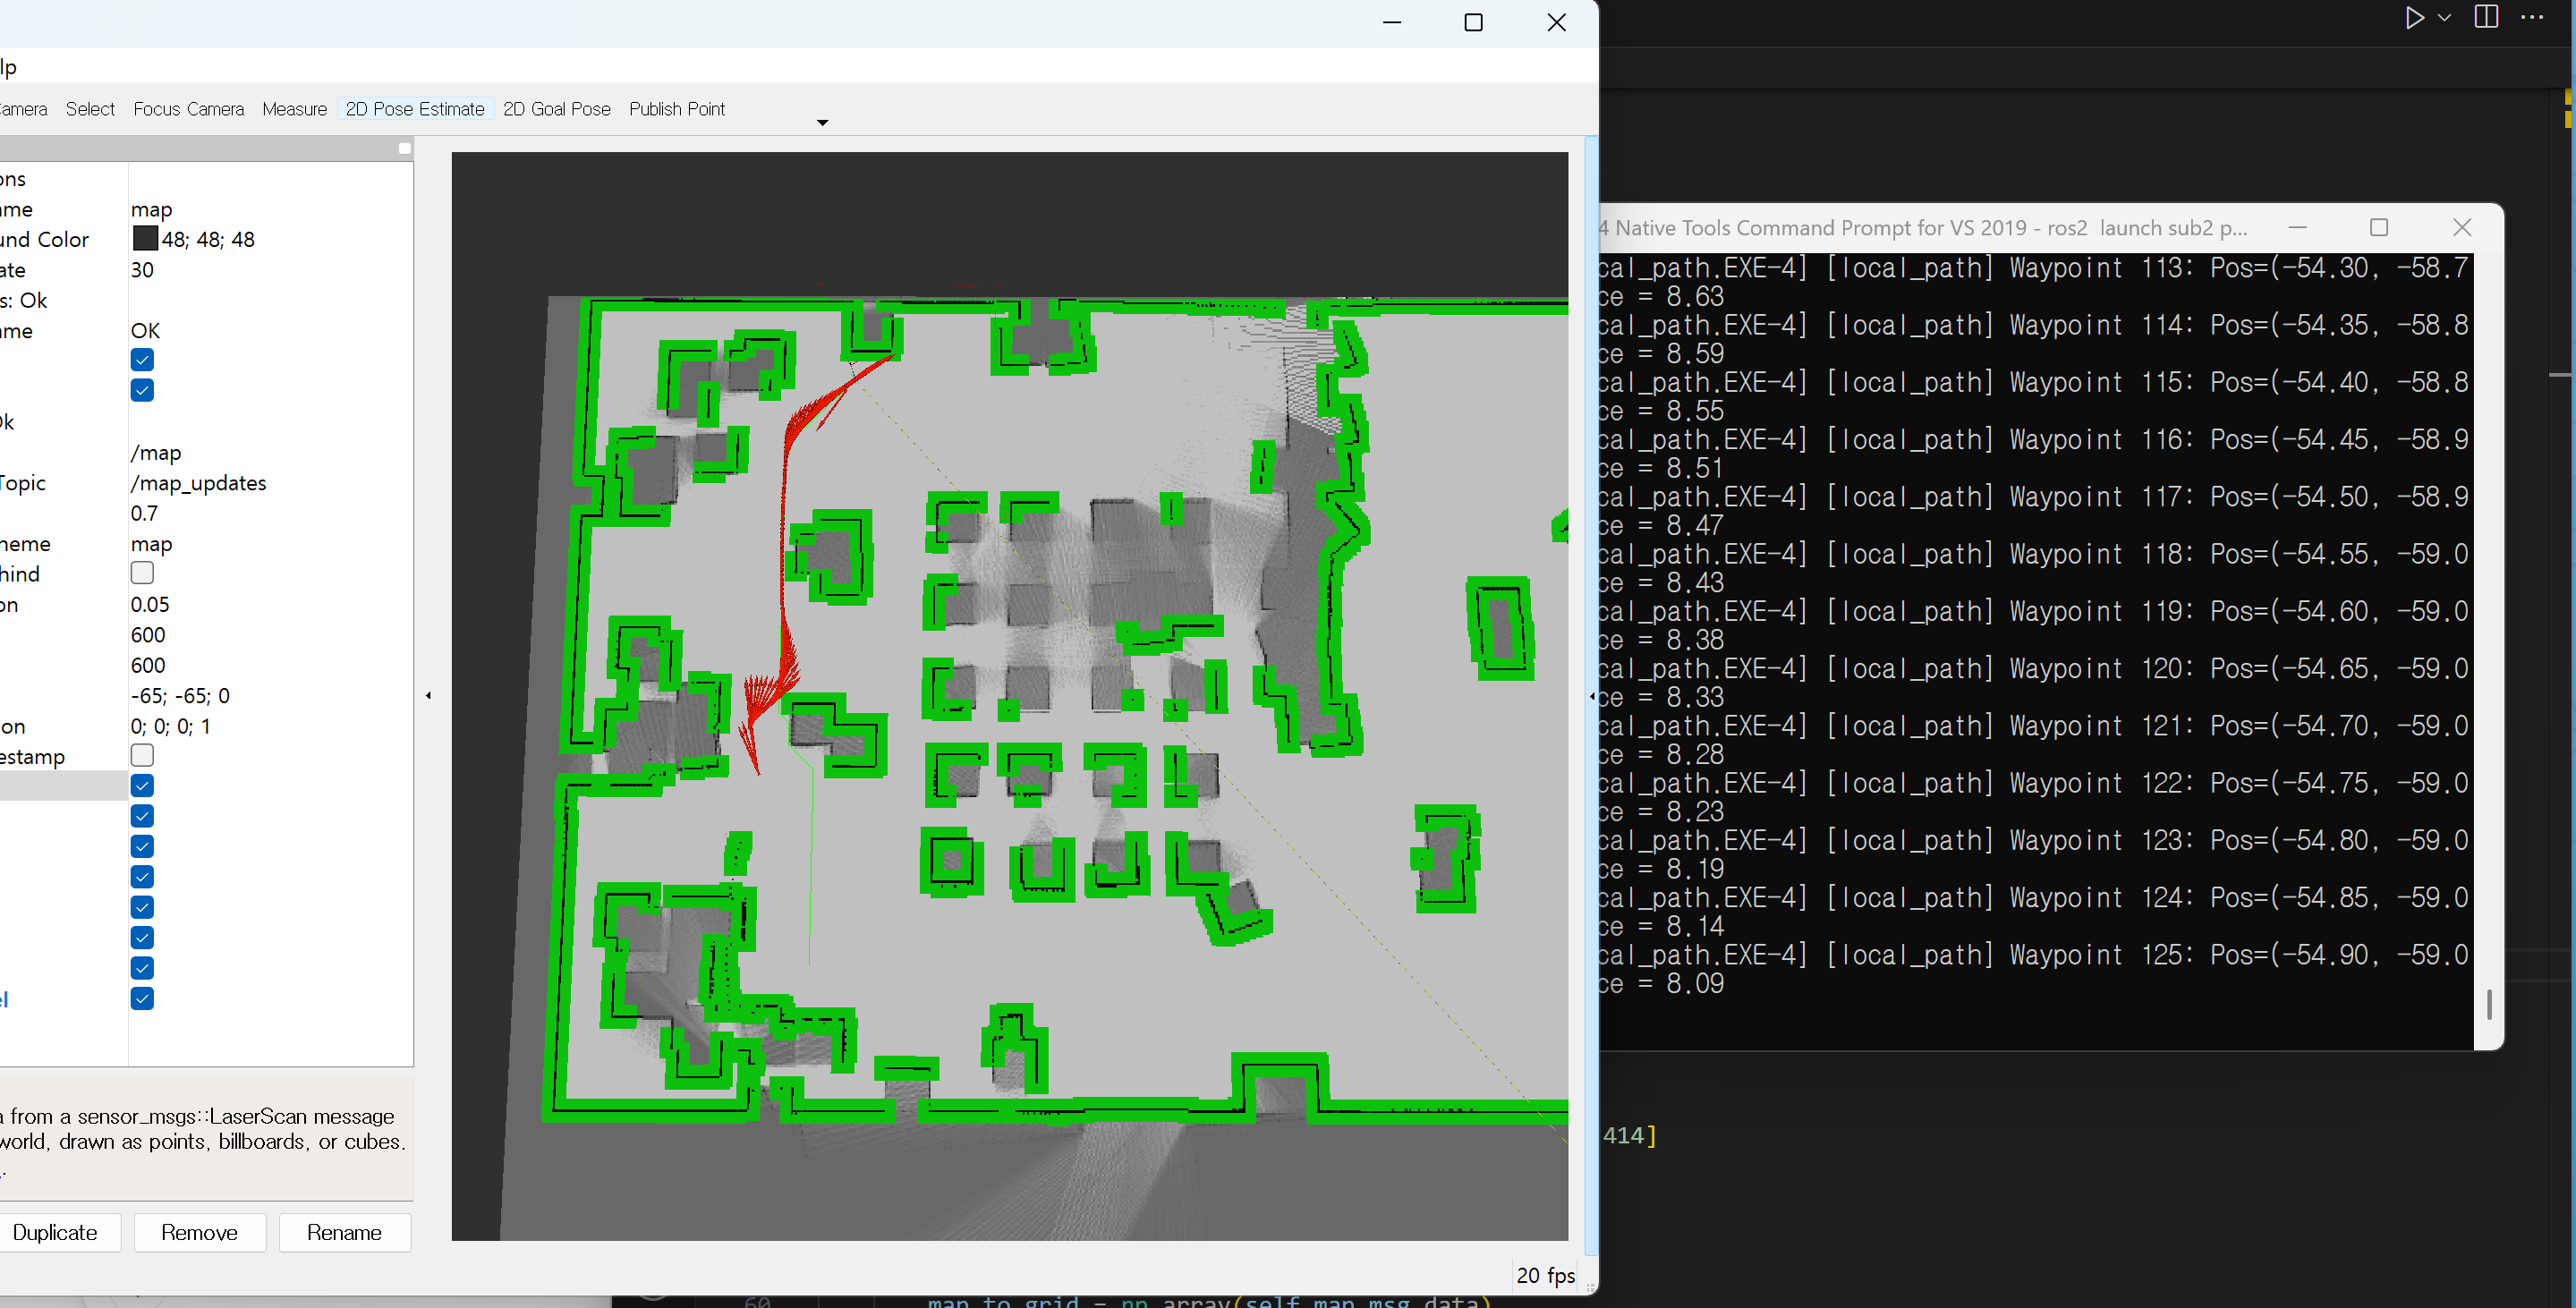 lp
amera Select Focus Camera Measure 2D Pose Estimate 2D Goal Pose Publish Point
ons
ame map
und Color 48; 48; 48
ate 30
s: Ok
ame OK
Ok
/map
Topic /map_updates
0.7
heme map
hind
on 0.05
600
600
-65; -65; 0
on 0; 0; 0; 1
estamp
el
a from a sensor_msgs::LaserScan message
world, drawn as points, billboards, or cubes.
Duplicate Remove Rename
20 fps
4 Native Tools Command Prompt for VS 2019 - ros2 launch sub2 p...
cal_path.EXE-4] [local_path] Waypoint 113: Pos=(-54.30, -58.7
ce = 8.63
cal_path.EXE-4] [local_path] Waypoint 114: Pos=(-54.35, -58.8
ce = 8.59
cal_path.EXE-4] [local_path] Waypoint 115: Pos=(-54.40, -58.8
ce = 8.55
cal_path.EXE-4] [local_path] Waypoint 116: Pos=(-54.45, -58.9
ce = 8.51
cal_path.EXE-4] [local_path] Waypoint 117: Pos=(-54.50, -58.9
ce = 8.47
cal_path.EXE-4] [local_path] Waypoint 118: Pos=(-54.55, -59.0
ce = 8.43
cal_path.EXE-4] [local_path] Waypoint 119: Pos=(-54.60, -59.0
ce = 8.38
cal_path.EXE-4] [local_path] Waypoint 120: Pos=(-54.65, -59.0
ce = 8.33
cal_path.EXE-4] [local_path] Waypoint 121: Pos=(-54.70, -59.0
ce = 8.28
cal_path.EXE-4] [local_path] Waypoint 122: Pos=(-54.75, -59.0
ce = 8.23
cal_path.EXE-4] [local_path] Waypoint 123: Pos=(-54.80, -59.0
ce = 8.19
cal_path.EXE-4] [local_path] Waypoint 124: Pos=(-54.85, -59.0
ce = 8.14
cal_path.EXE-4] [local_path] Waypoint 125: Pos=(-54.90, -59.0
ce = 8.09
414]
60 map_to_grid = np.array(self.map_msg.data)